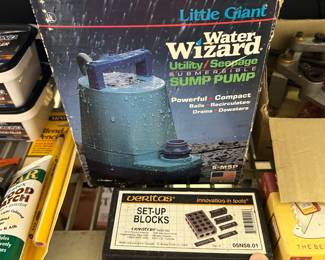 Little Giant
Water
Wizard
Utility/Seepage
SUBMERSIBLE
SUMP PUMP
Powerful · Compact
Bails · Recirculates
Drains · Dewaters
5-MSP
veritas
innovation in tools
SET-UP
BLOCKS
05N58.01